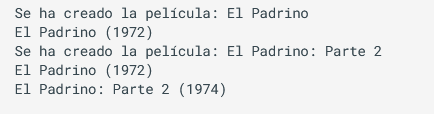 Se ha creado la película: El Padrino
El Padrino (1972)
Se ha creado la película: El Padrino: Parte 2
El Padrino (1972)
El Padrino: Parte 2 (1974)